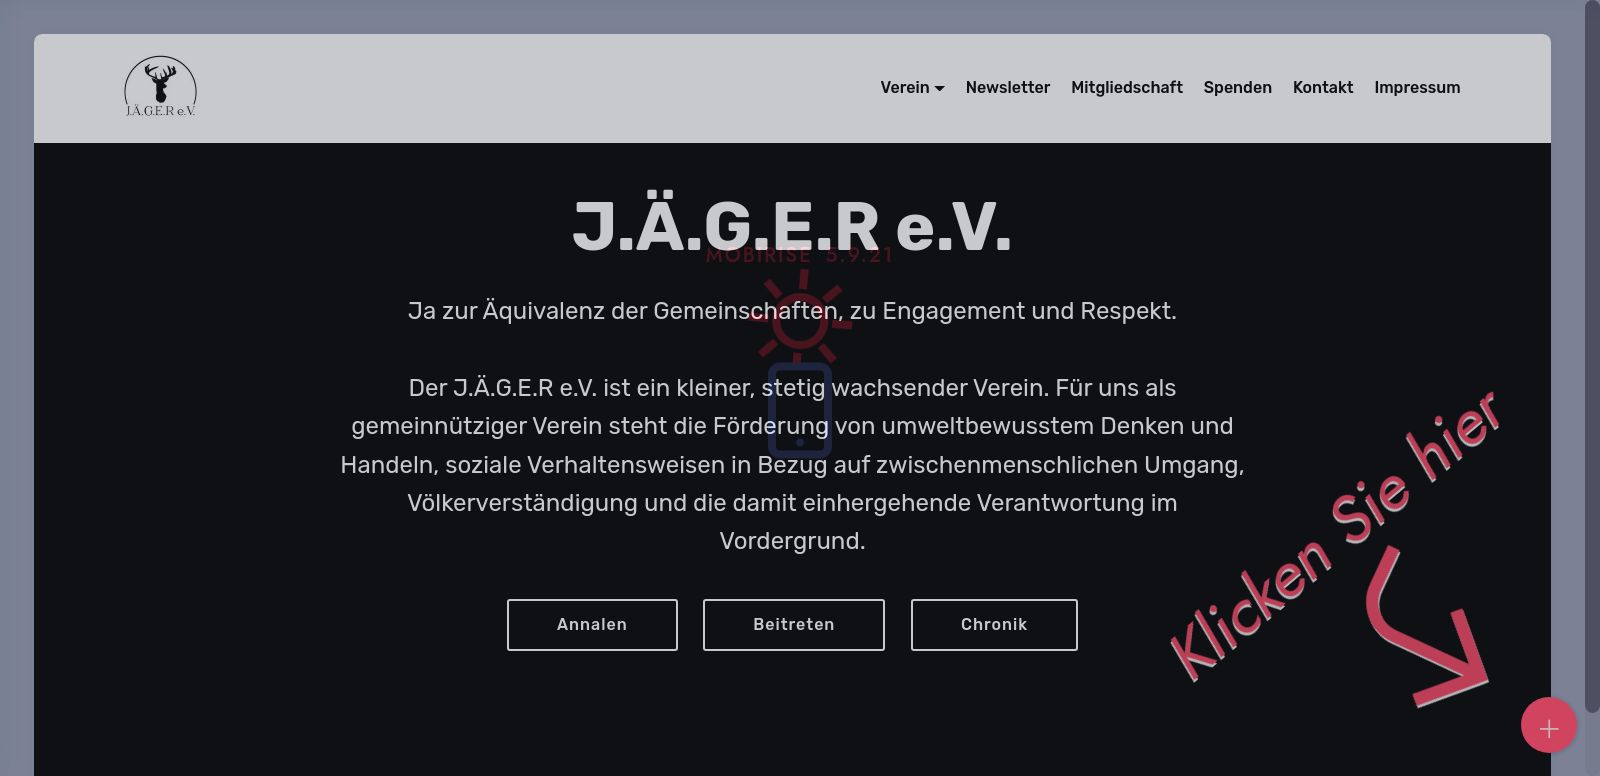 J.Ä.G.E.R e.V.
Verein
Newsletter
Mitgliedschaft
Spenden
Kontakt
Impressum
J.Ä.G.E.R e.V.
MOBIRISE 5.9.21
Ja zur Äquivalenz der Gemeinschaften, zu Engagement und Respekt.
Der J.Ä.G.E.R e.V. ist ein kleiner, stetig wachsender Verein. Für uns als
gemeinnütziger Verein steht die Förderung von umweltbewusstem Denken und
Handeln, soziale Verhaltensweisen in Bezug auf zwischenmenschlichen Umgang,
Völkerverständigung und die damit einhergehende Verantwortung im
Vordergrund.
Annalen
Beitreten
Chronik
Klicken Sie hier